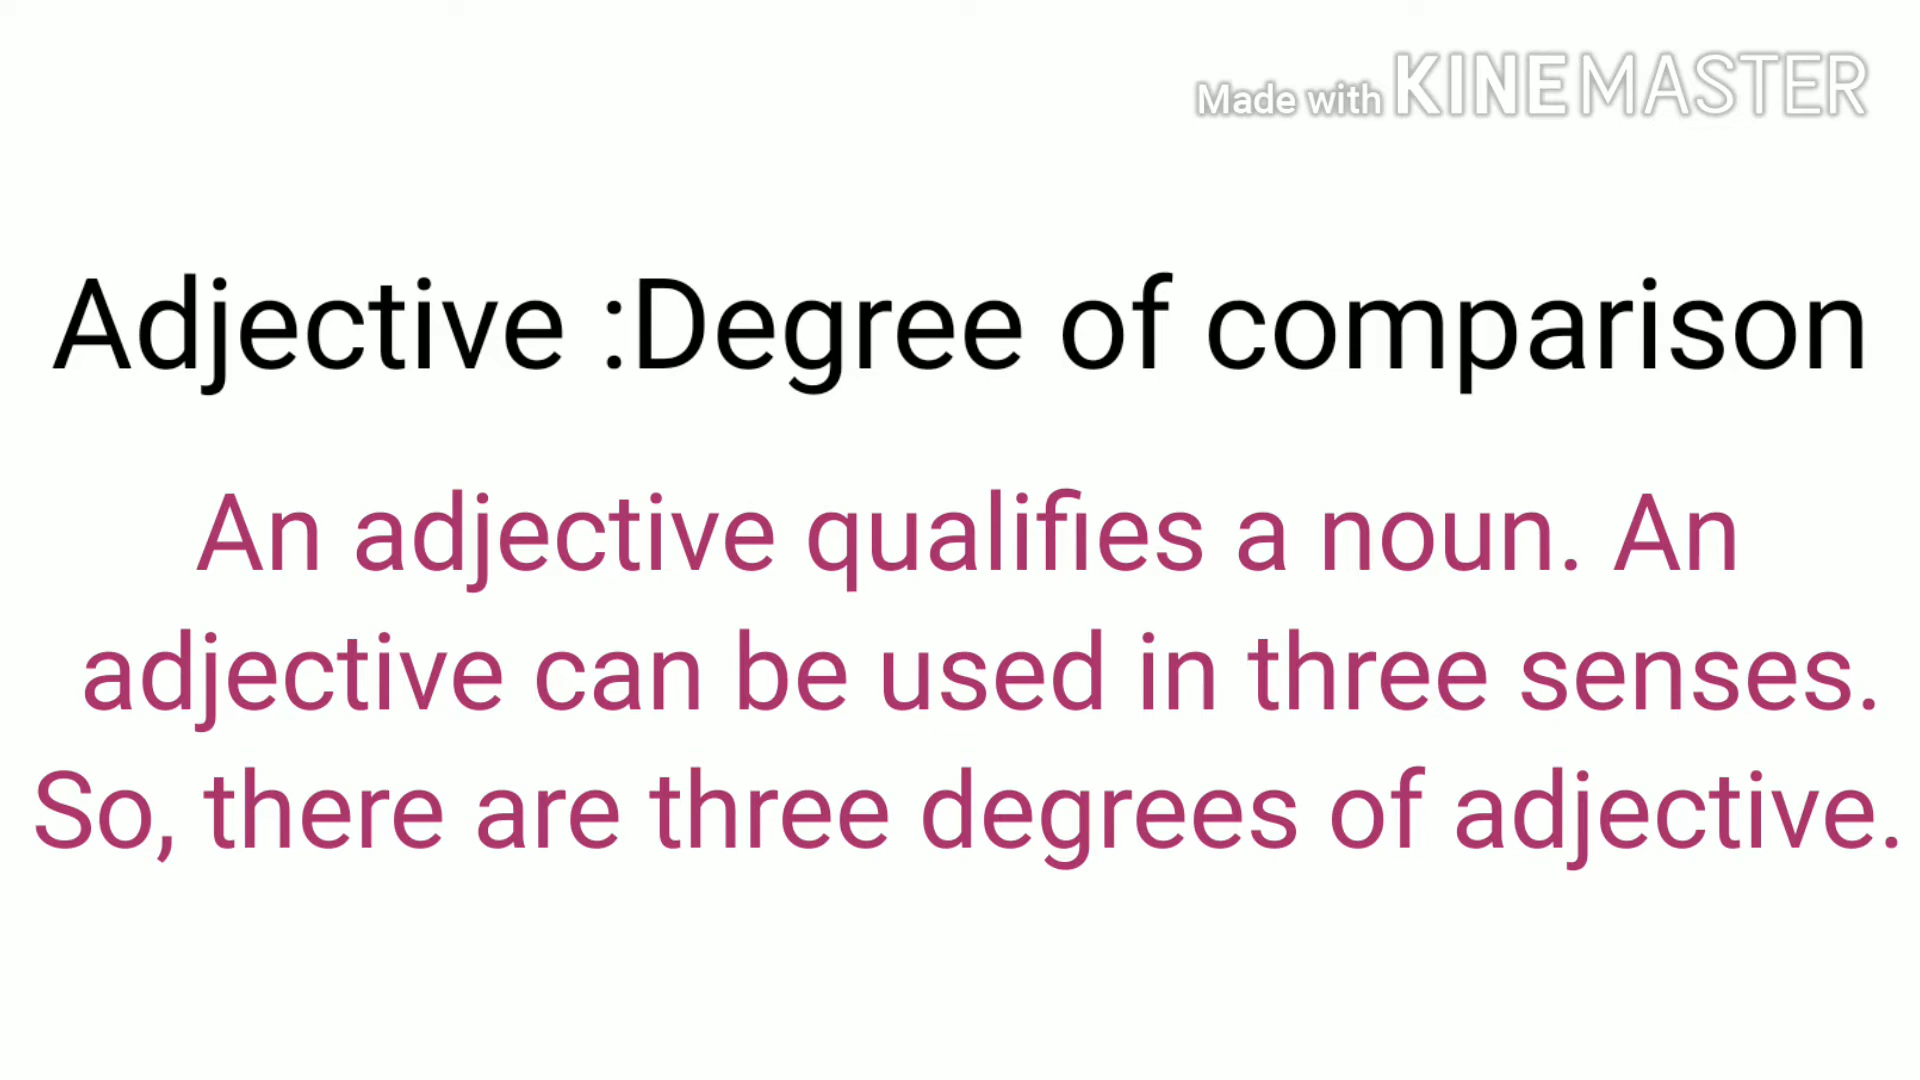 Made with KINEMASTER
Adjective :Degree of comparison
An adjective qualifies a noun. An
adjective can be used in three senses.
So, there are three degrees of adjective.